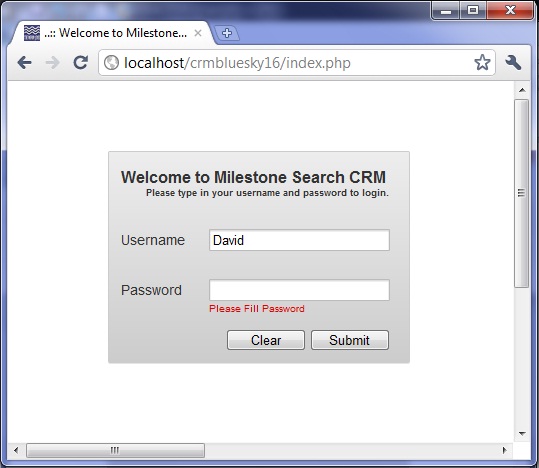 ..:: Welcome to Milestone...
localhost/crmbluesky16/index.php
Welcome to Milestone Search CRM
Please type in your username and password to login.
Username David
Password
Please Fill Password
Clear Submit